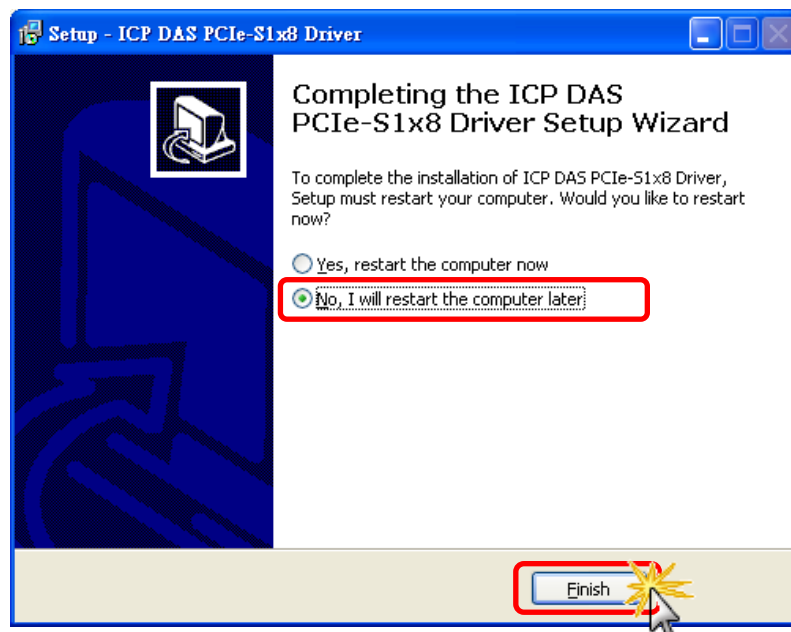 Setup - ICP DAS PCIe-S1x8 Driver
Completing the ICP DAS
PCIe-S1x8 Driver Setup Wizard
To complete the installation of ICP DAS PCIe-S1x8 Driver,
Setup must restart your computer. Would you like to restart
now?
Yes, restart the computer now
No, I will restart the computer later
Finish